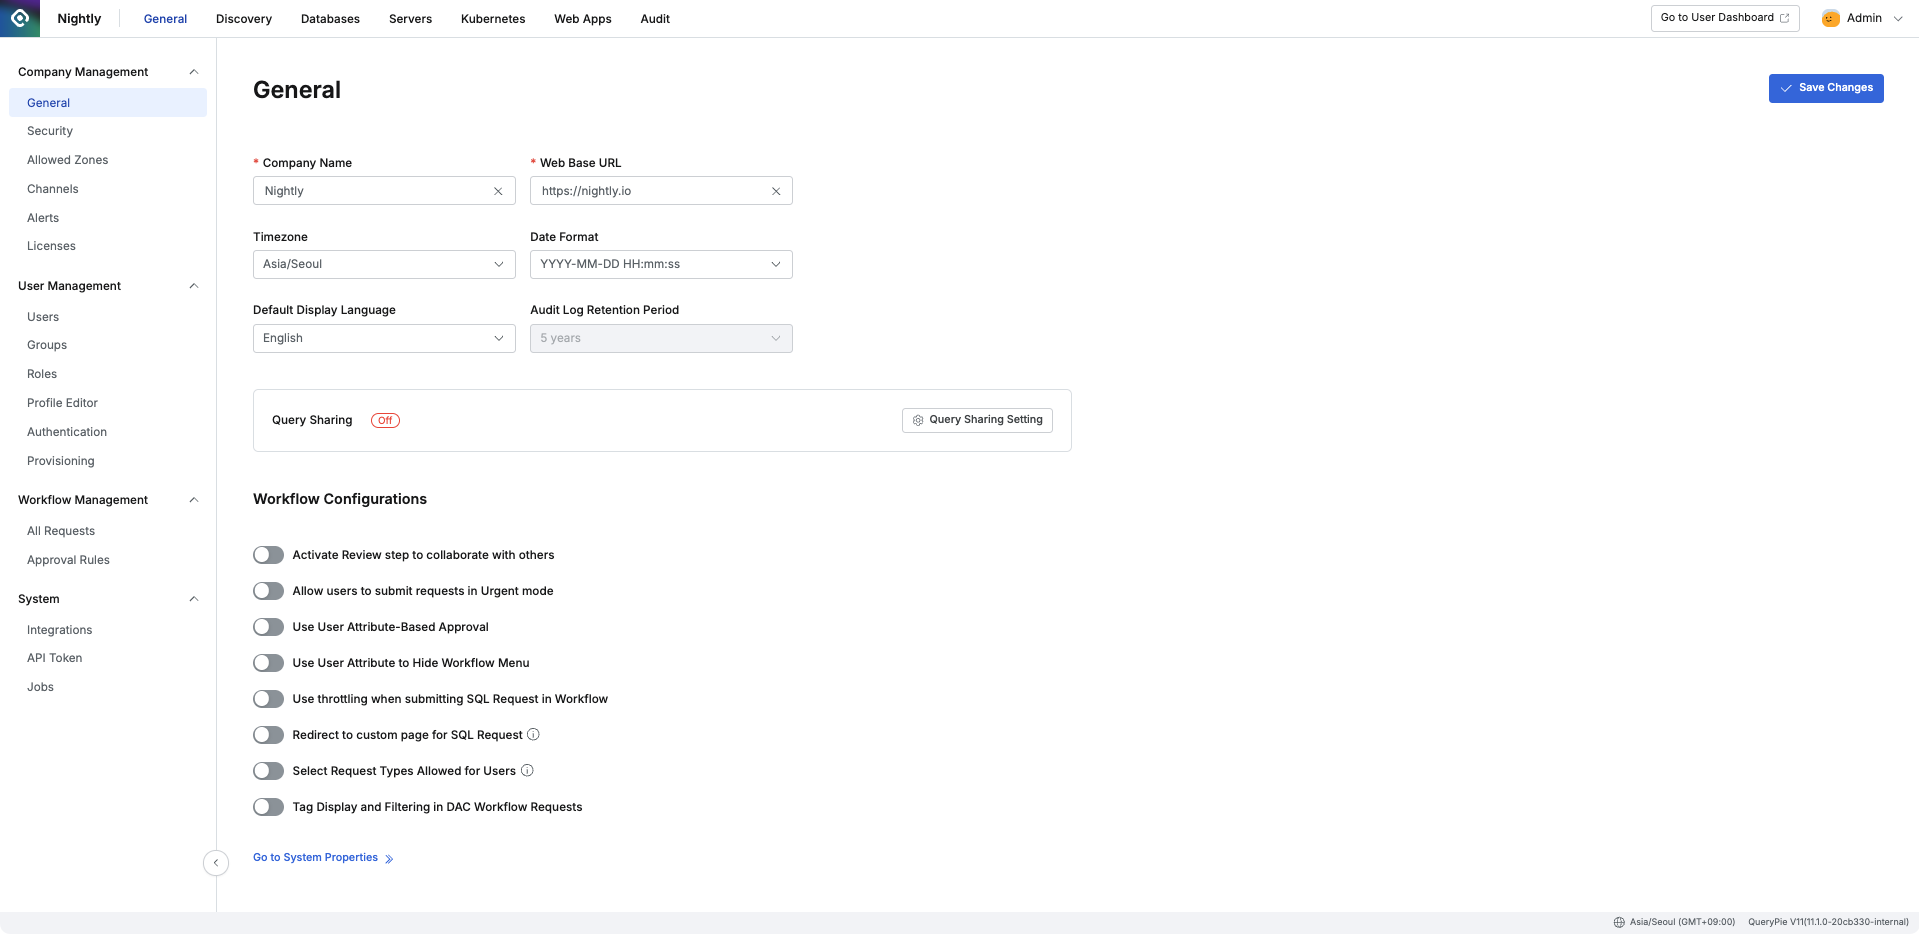 Nightly
General
Discovery
Databases
Servers
Kubernetes
Web Apps
Audit
Go to User Dashboard
Admin
Company Management
General
Security
Allowed Zones
Channels
Alerts
Licenses
User Management
Users
Groups
Roles
Profile Editor
Authentication
Provisioning
Workflow Management
All Requests
Approval Rules
System
Integrations
API Token
Jobs
General
Save Changes
* Company Name
Nightly
* Web Base URL
https://nightly.io
Timezone
Asia/Seoul
Date Format
YYYY-MM-DD HH:mm:ss
Default Display Language
English
Audit Log Retention Period
5 years
Query Sharing
Off
Query Sharing Setting
Workflow Configurations
Activate Review step to collaborate with others
Allow users to submit requests in Urgent mode
Use User Attribute-Based Approval
Use User Attribute to Hide Workflow Menu
Use throttling when submitting SQL Request in Workflow
Redirect to custom page for SQL Request
Select Request Types Allowed for Users
Tag Display and Filtering in DAC Workflow Requests
Go to System Properties
Asia/Seoul (GMT+09:00)
QueryPie V11(11.1.0-20cb330-internal)